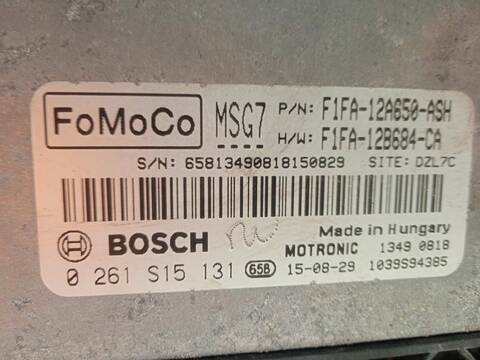 FoMoCo MSG7 P/N: F1FA-12A650-ASH
H/W: F1FA-12B684-CA
S/N: 65813490818150829 SITE: DZL7C
BOSCH Made in Hungary
MOTRONIC 1349 0818
0 261 S15 131 65B 15-08-29 1039S94385